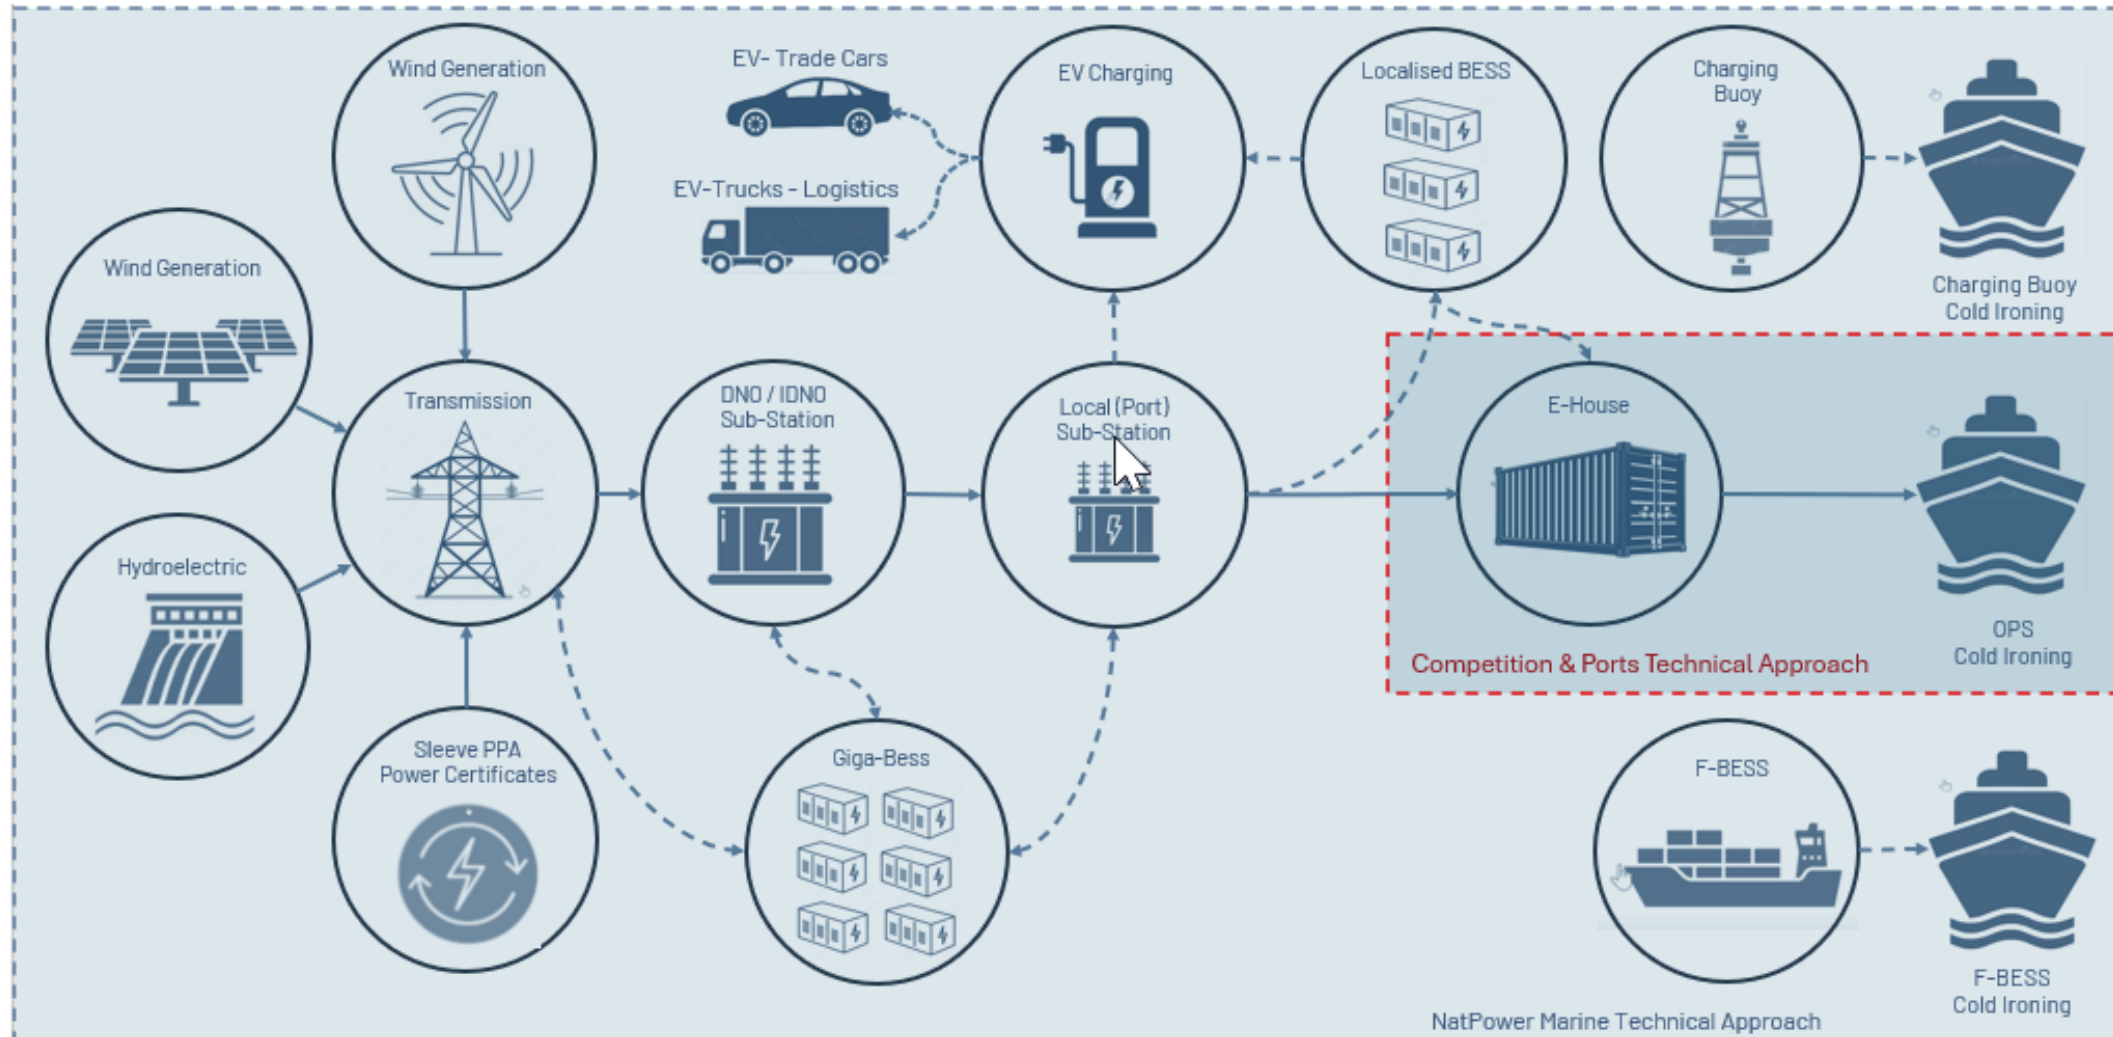 Wind Generation
EV- Trade Cars
EV Charging
Localised BESS
Charging
Buoy
EV-Trucks - Logistics
Wind Generation
Charging Buoy
Cold Ironing
Transmission
DNO / IDNO
Sub-Station
Local (Port)
Sub-Station
E-House
Hydroelectric
OPS
Cold Ironing
Competition & Ports Technical Approach
Sleeve PPA
Power Certificates
Giga-Bess
F-BESS
F-BESS
Cold Ironing
NatPower Marine Technical Approach